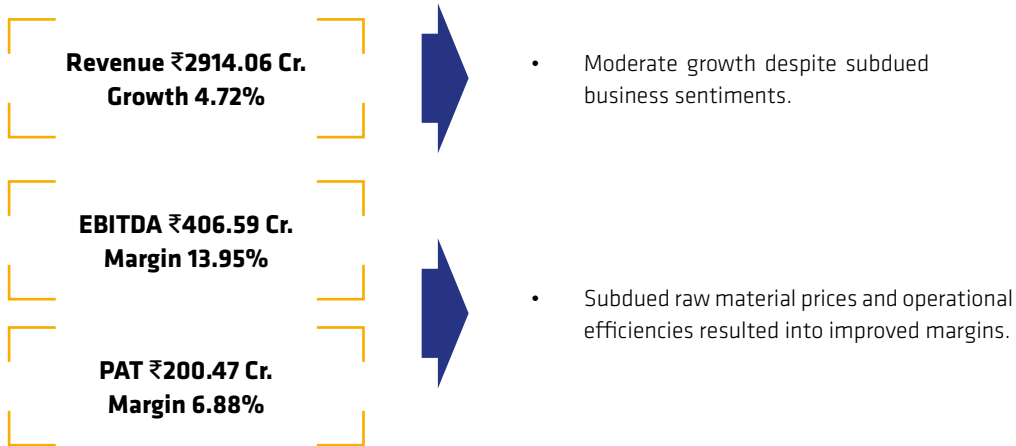 Revenue ₹2914.06 Cr.
Growth 4.72%
• Moderate growth despite subdued
business sentiments.
EBITDA ₹406.59 Cr.
Margin 13.95%
PAT ₹200.47 Cr.
Margin 6.88%
• Subdued raw material prices and operational
efficiencies resulted into improved margins.